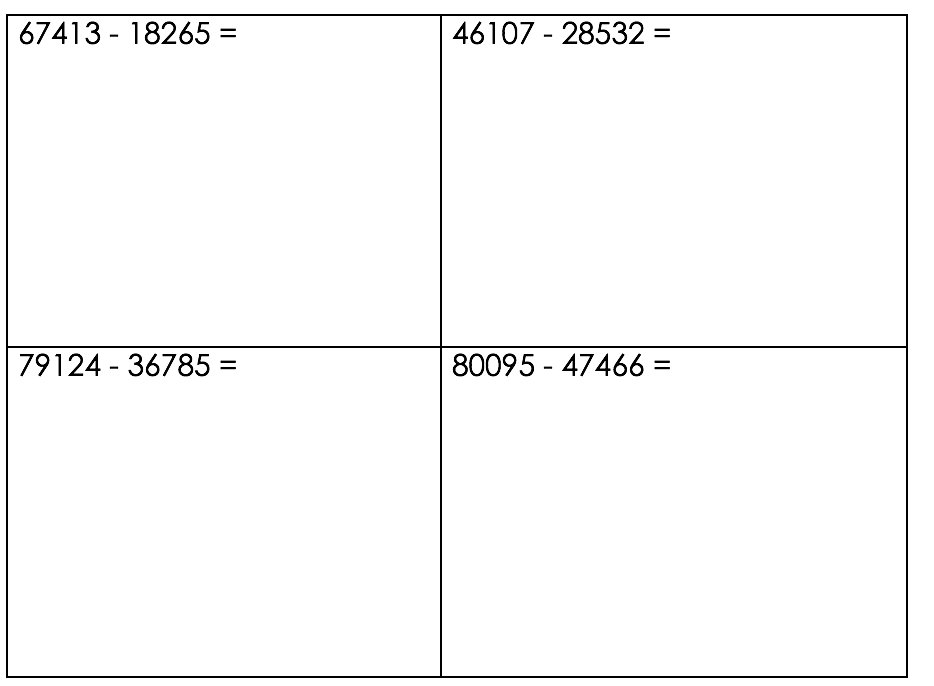 67413 - 18265 =
46107 - 28532 =
79124 - 36785 =
80095 - 47466 =